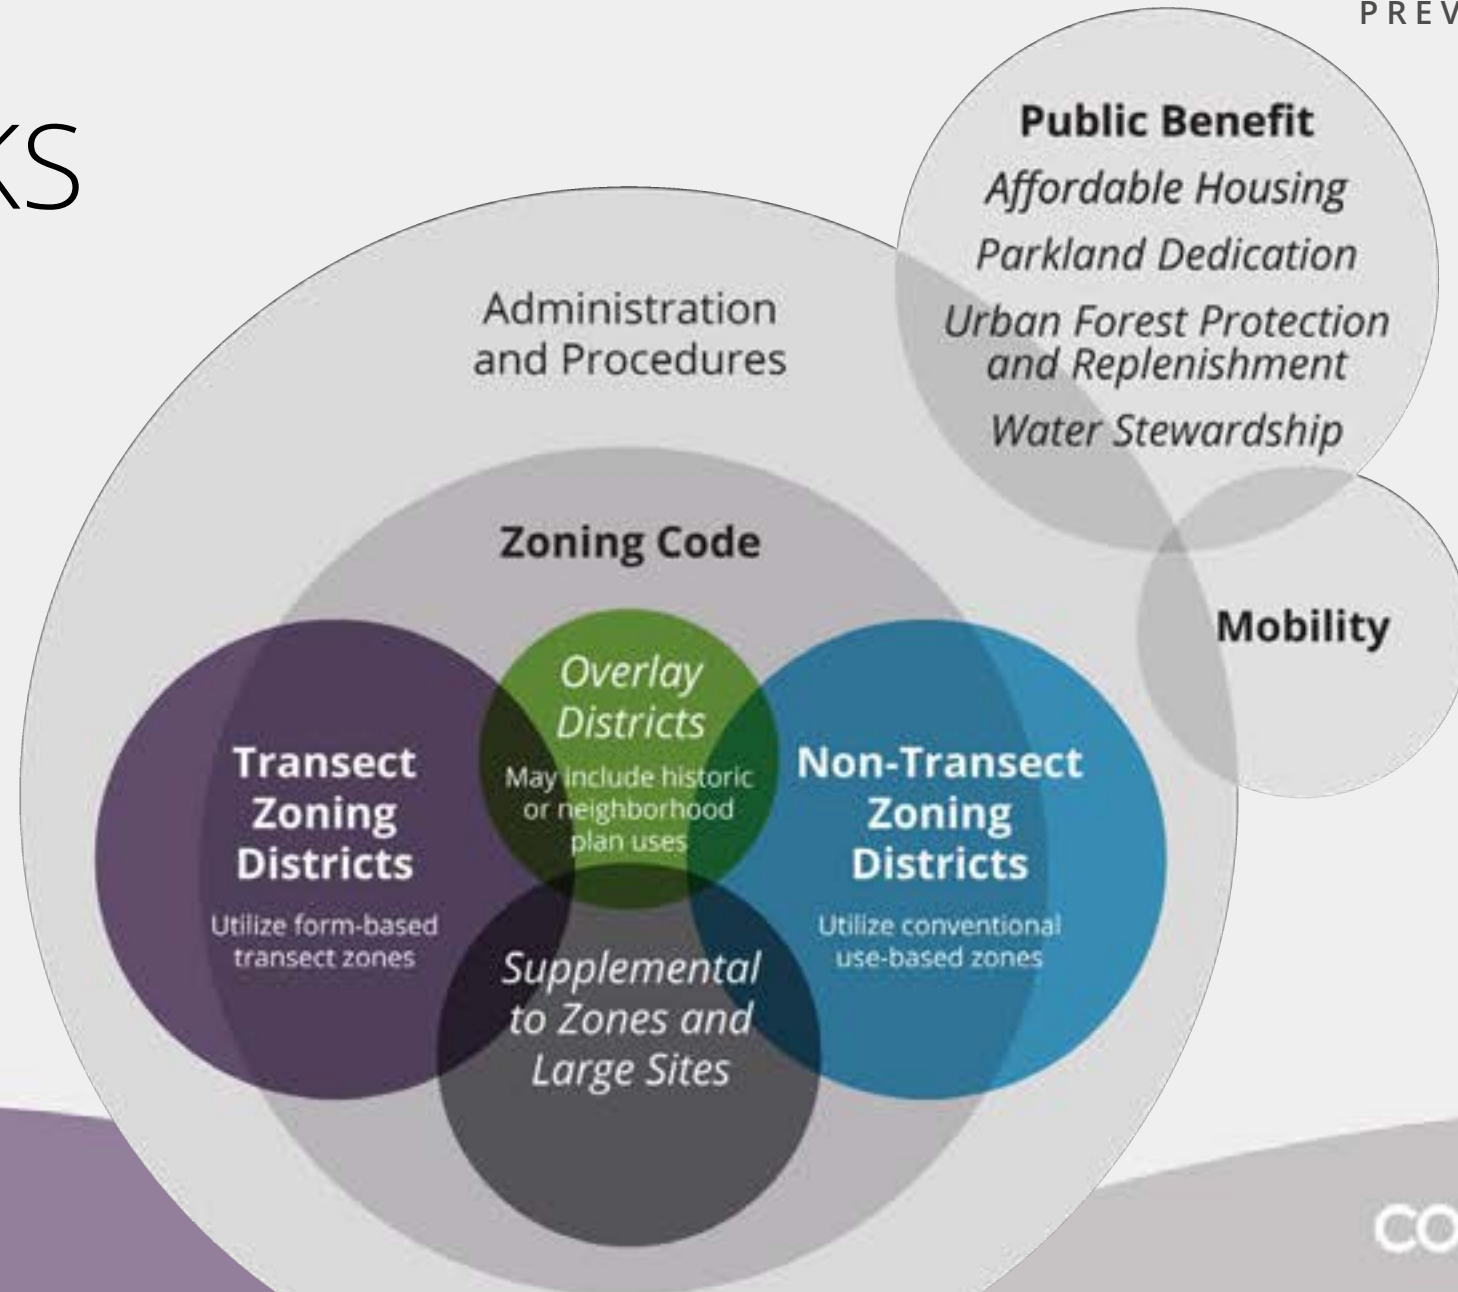 PREV
KS
Public Benefit
Affordable Housing
Parkland Dedication
Urban Forest Protection
and Replenishment
Water Stewardship
Administration
and Procedures
Zoning Code
Mobility
Overlay
Districts
May include historic
or neighborhood
plan uses
Transect
Zoning
Districts
Utilize form-based
transect zones
Non-Transect
Zoning
Districts
Utilize conventional
use-based zones
Supplemental
to Zones and
Large Sites
CO